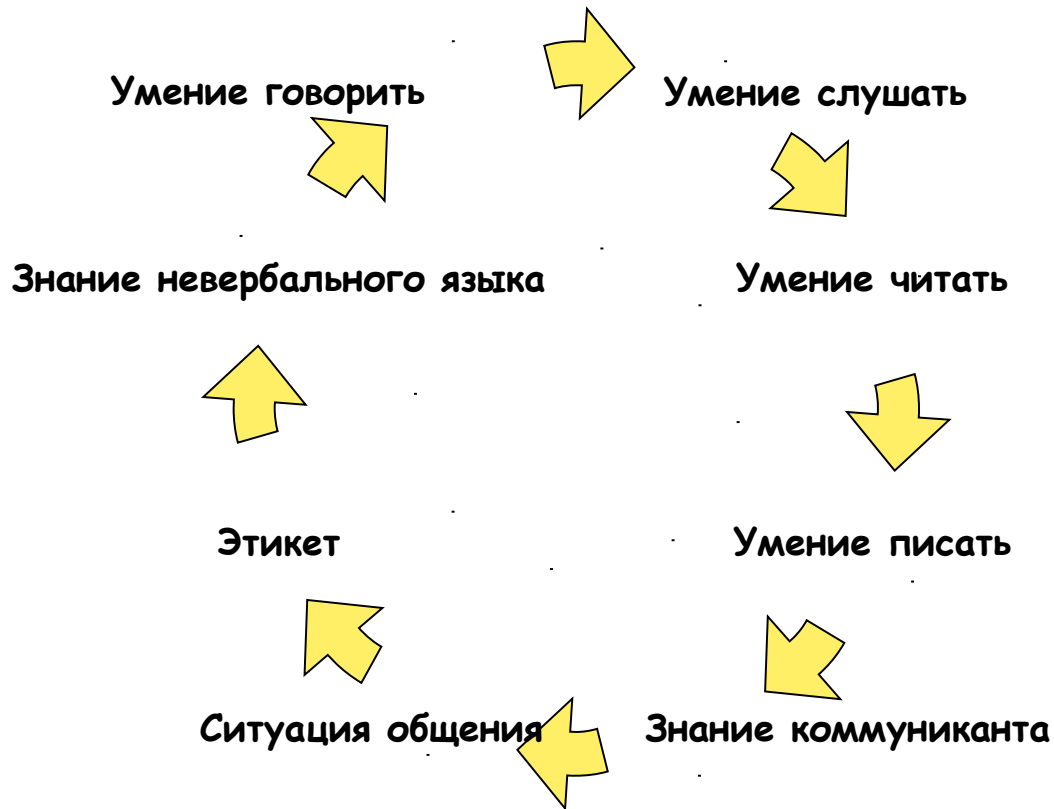 Умение говорить
Умение слушать
Знание невербального языка
Умение читать
Этикет
Умение писать
Ситуация общения
Знание коммуниканта